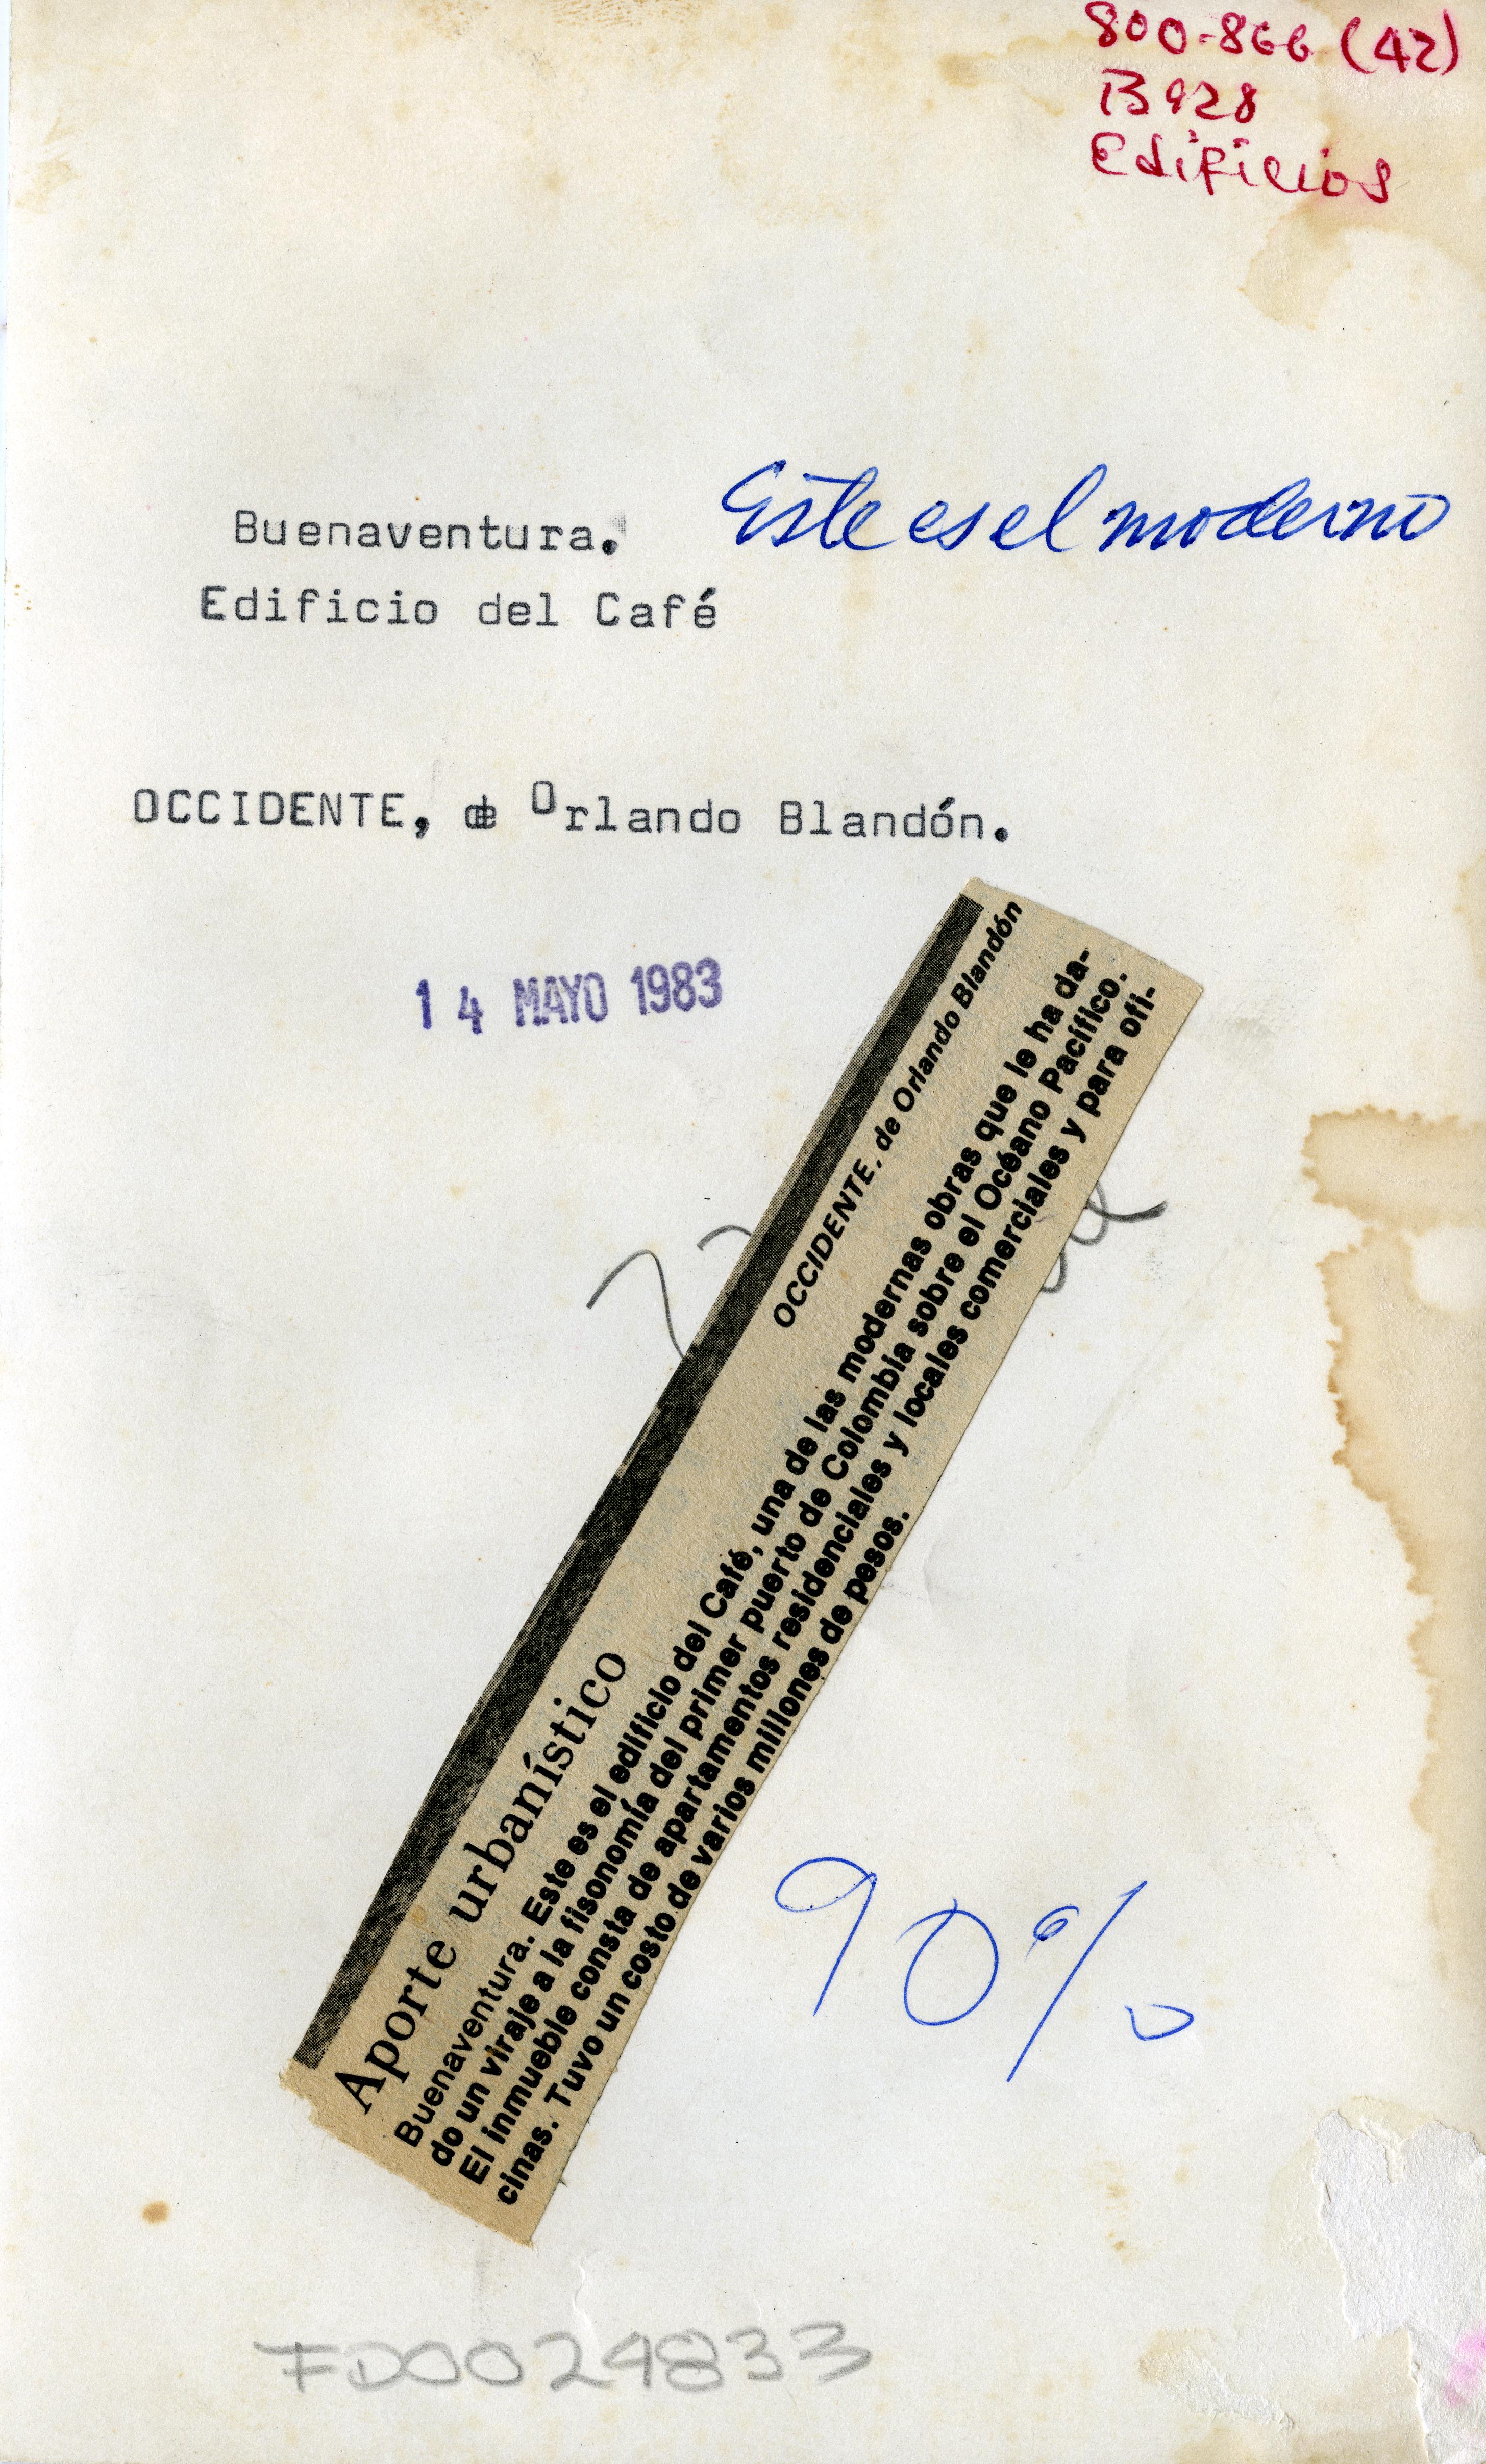 800-866 (42)
B928
Edificios
Buenaventura.
Este es el moderno
Edificio del Café
OCCIDENTE, de Orlando Blandón.
14 MAYO 1983
OCCIDENTE, de Orlando Blandón
Aporte urbanístico
Buenaventura. Este es el edificio del Café, una de las modernas obras que le ha da-
do un viraje a la fisonomía del primer puerto de Colombia sobre el Océano Pacífico.
El inmueble consta de apartamentos residenciales y locales comerciales y para ofi-
cinas. Tuvo un costo de varios millones de pesos.
90%
FD0024833